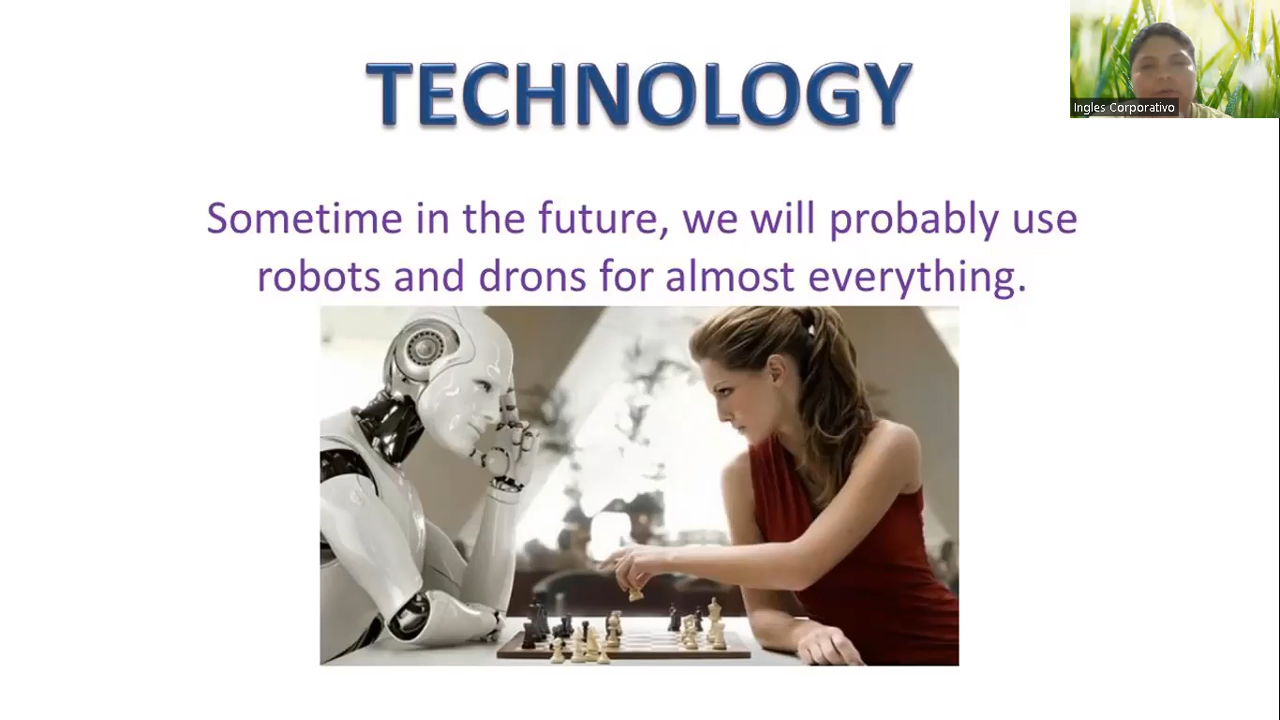 TECHNOLOGY
Ingles Corporativo
Sometime in the future, we will probably use
robots and drons for almost everything.